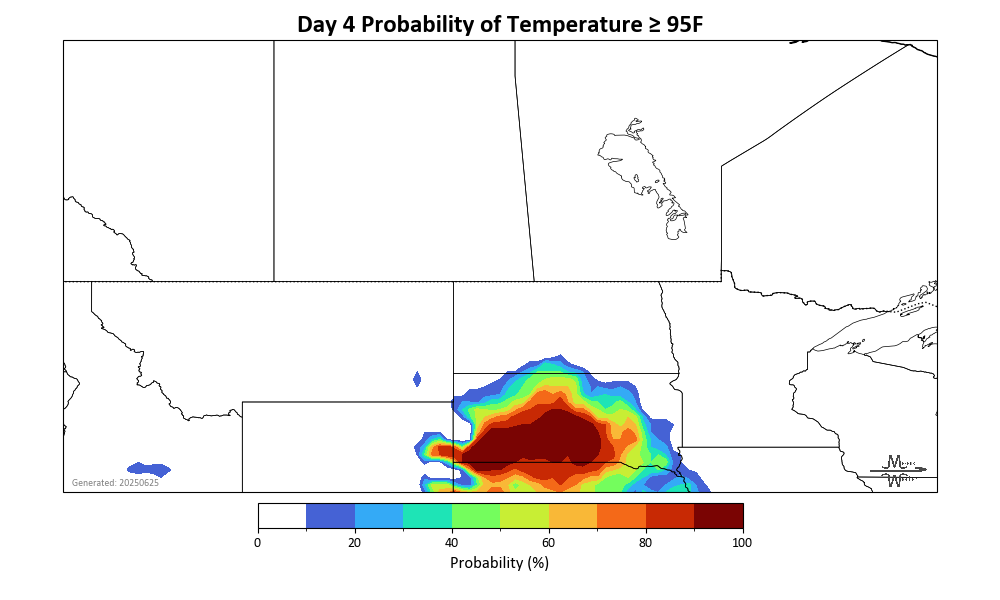 Day 4 Probability of Temperature ≥ 95F
Generated: 20250625
0 20 40 60 80 100
Probability (%)